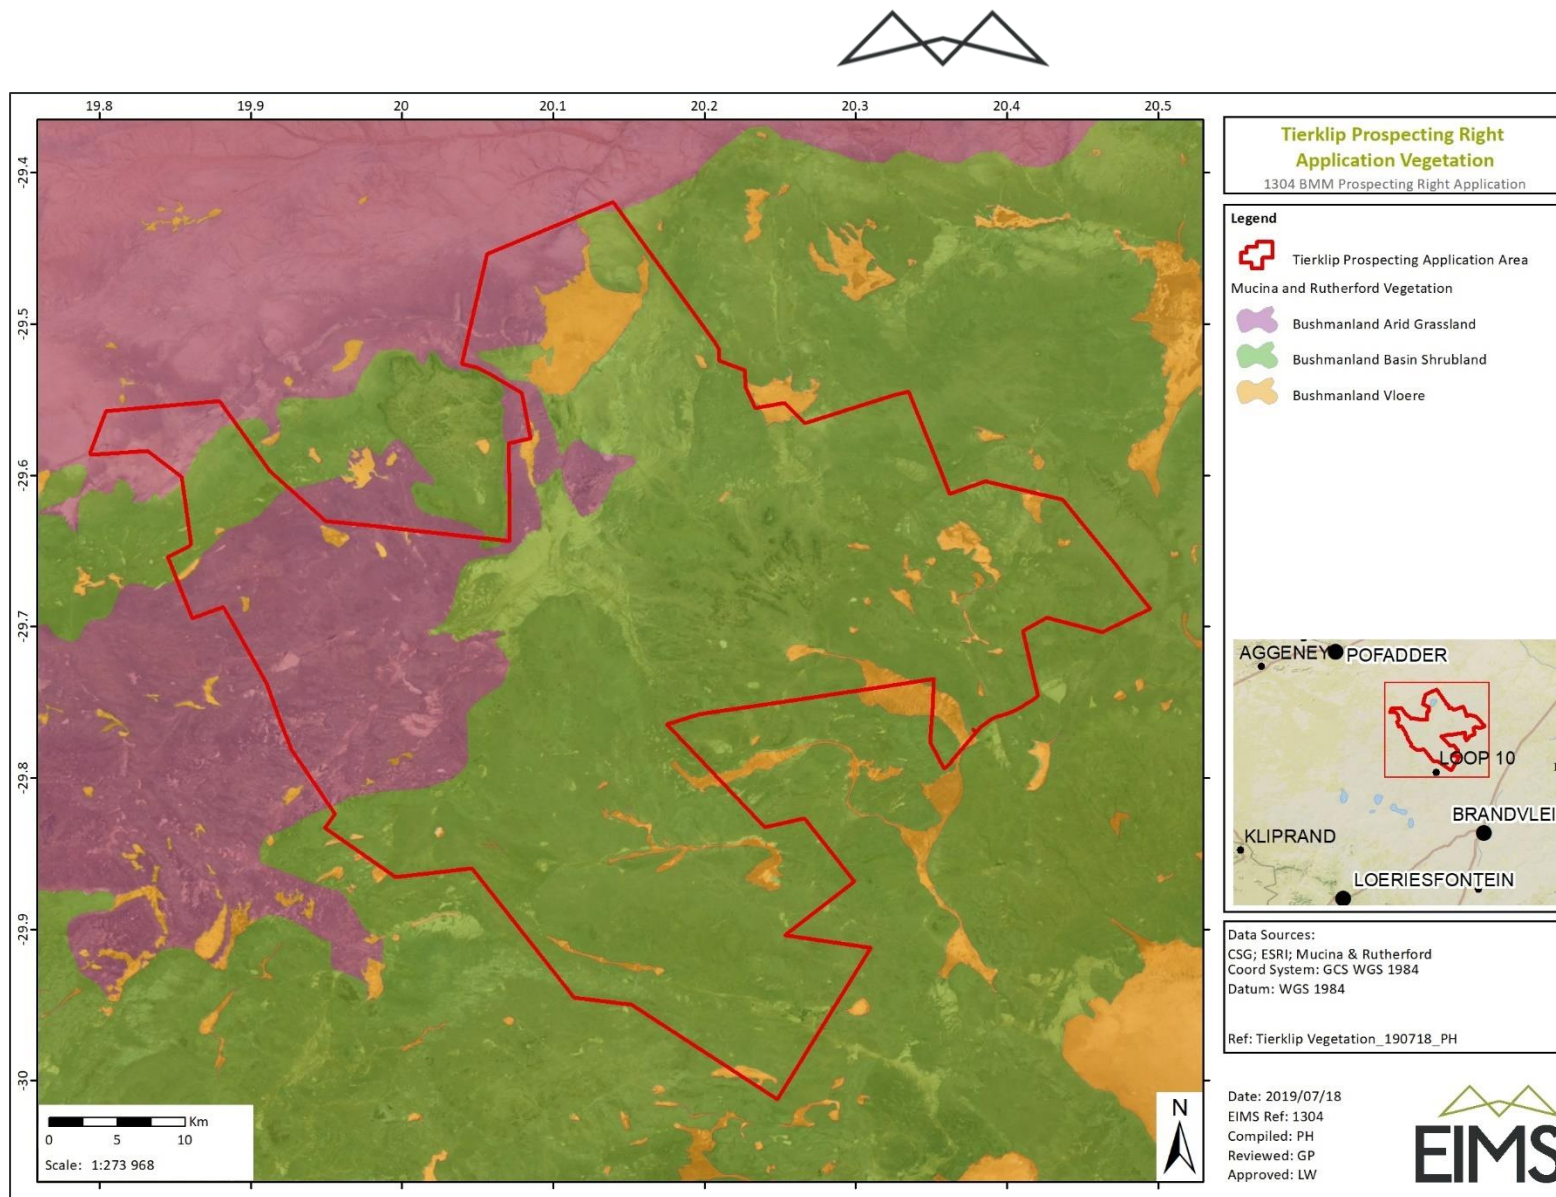 19.8 19.9 20 20.1 20.2 20.3 20.4 20.5
-29.4
-29.5
-29.6
-29.7
-29.8
-29.9
-30
Km
0 5 10
Scale: 1:273 968
N
Tierklip Prospecting Right
Application Vegetation
1304 BMM Prospecting Right Application
Legend
Tierklip Prospecting Application Area
Mucina and Rutherford Vegetation
Bushmanland Arid Grassland
Bushmanland Basin Shrubland
Bushmanland Vloere
AGGENEY
POFADDER
LOOP 10
BRANDVLEI
KLIPRAND
LOERIESFONTEIN
Data Sources:
CSG; ESRI; Mucina & Rutherford
Coord System: GCS WGS 1984
Datum: WGS 1984
Ref: Tierklip Vegetation_190718_PH
Date: 2019/07/18
EIMS Ref: 1304
Compiled: PH
Reviewed: GP
Approved: LW
EIMS